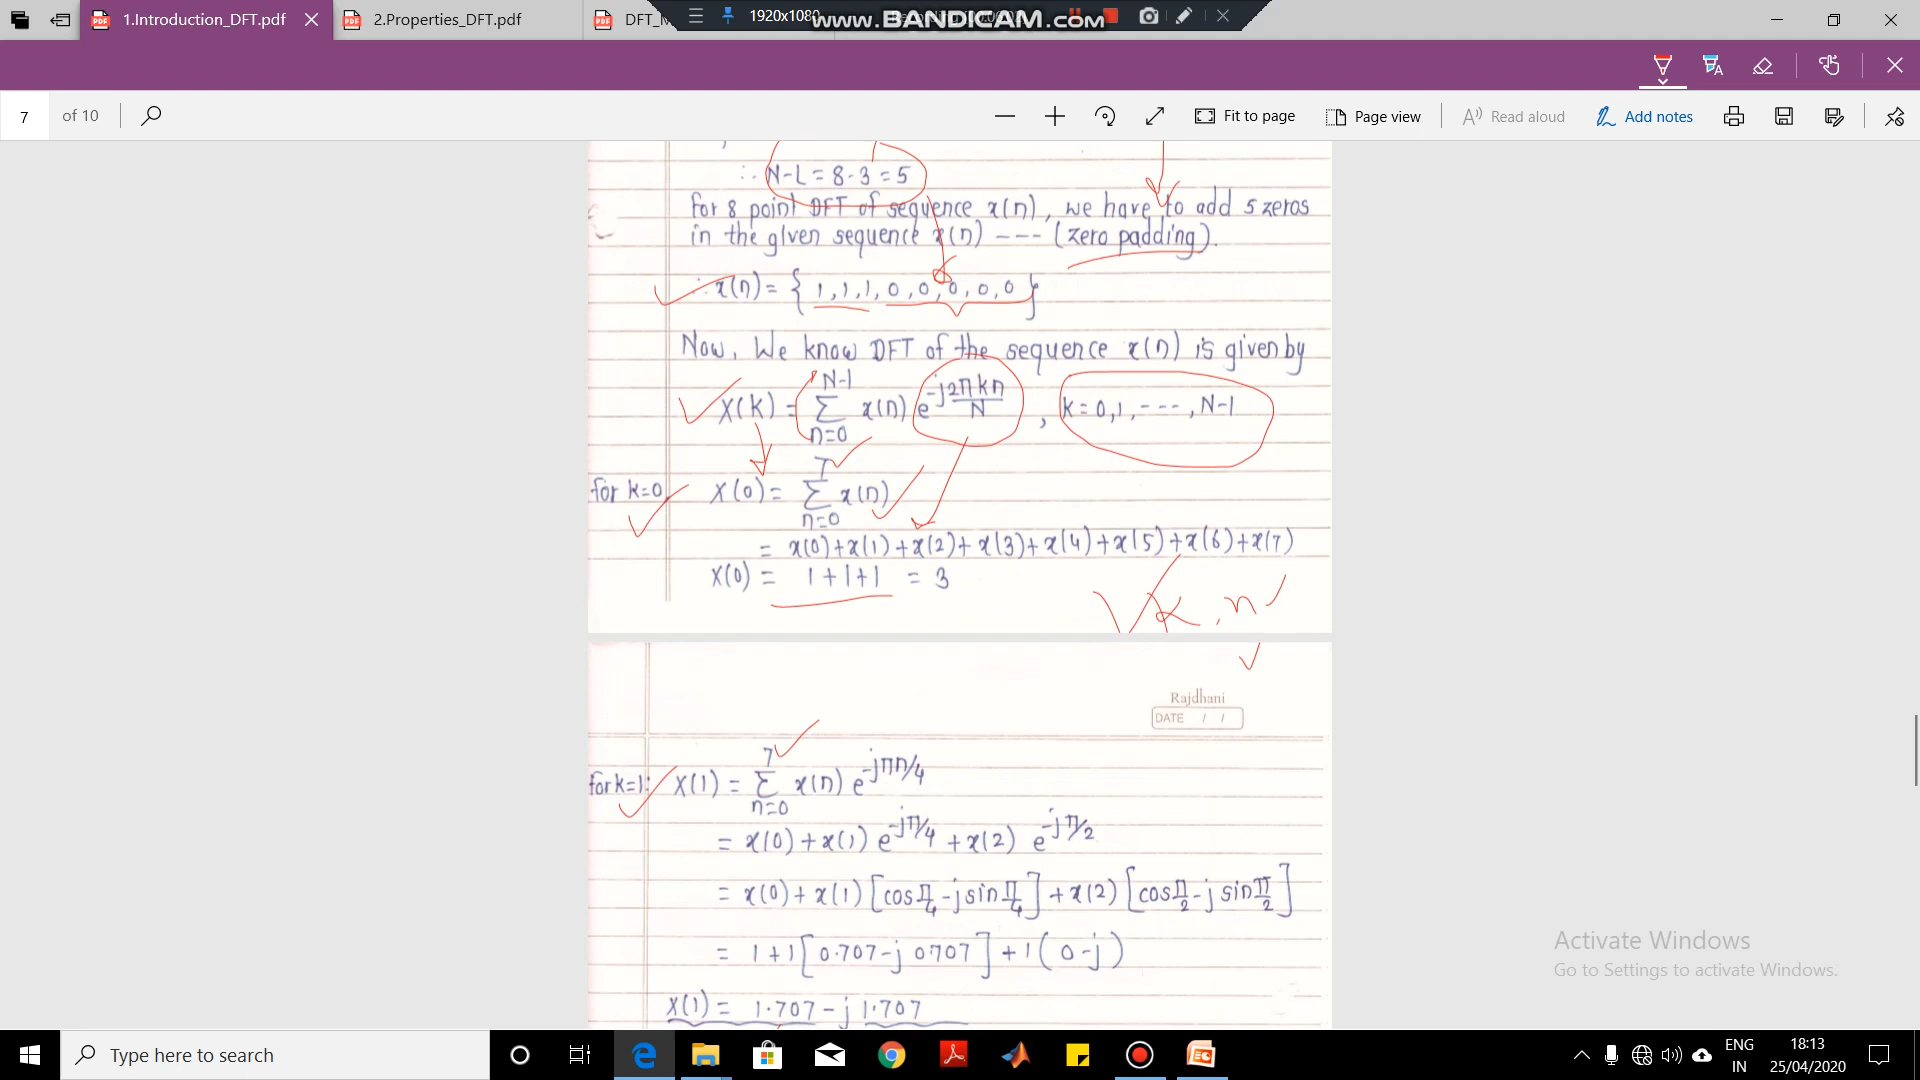 1.Introduction_DFT.pdf
2.Properties_DFT.pdf
DFT_M
1920x1080
www.BANDICAM.com
7 of 10
Fit to page
Page view
Read aloud
Add notes
∴ N-L = 8-3 = 5
For 8 point DFT of sequence x(n), we have to add 5 zeros
in the given sequence x(n) --- (zero padding).
∴ x(n) = { 1,1,1,0,0,0,0,0 }
Now, We know DFT of the sequence x(n) is given by
X(k) = N-1 Σ n=0 x(n) e^-j2πkn/N , k=0,1,---,N-1
for k=0, X(0) = 7 Σ n=0 x(n)
= x(0)+x(1)+x(2)+x(3)+x(4)+x(5)+x(6)+x(7)
X(0) = 1+1+1 = 3
k, n
Rajdhani
DATE / /
for k=1: X(1) = 7 Σ n=0 x(n) e^-jπn/4
= x(0)+x(1) e^-jπ/4 + x(2) e^-jπ/2
= x(0)+x(1) [cos π/4 - j sin π/4] + x(2) [cos π/2 - j sin π/2]
= 1+1[0.707-j 0.707] +1(0-j)
X(1) = 1.707 - j 1.707
Activate Windows
Go to Settings to activate Windows.
Type here to search
ENG
IN
18:13
25/04/2020